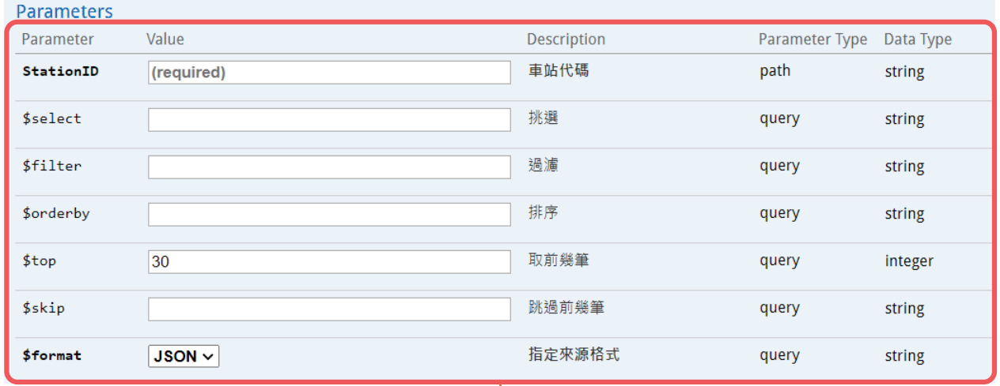 Parameters
Parameter Value Description Parameter Type Data Type
StationID (required) 車站代碼 path string
$select 挑選 query string
$filter 過濾 query string
$orderby 排序 query string
$top 30 取前幾筆 query integer
$skip 跳過前幾筆 query string
$format JSON 指定來源格式 query string